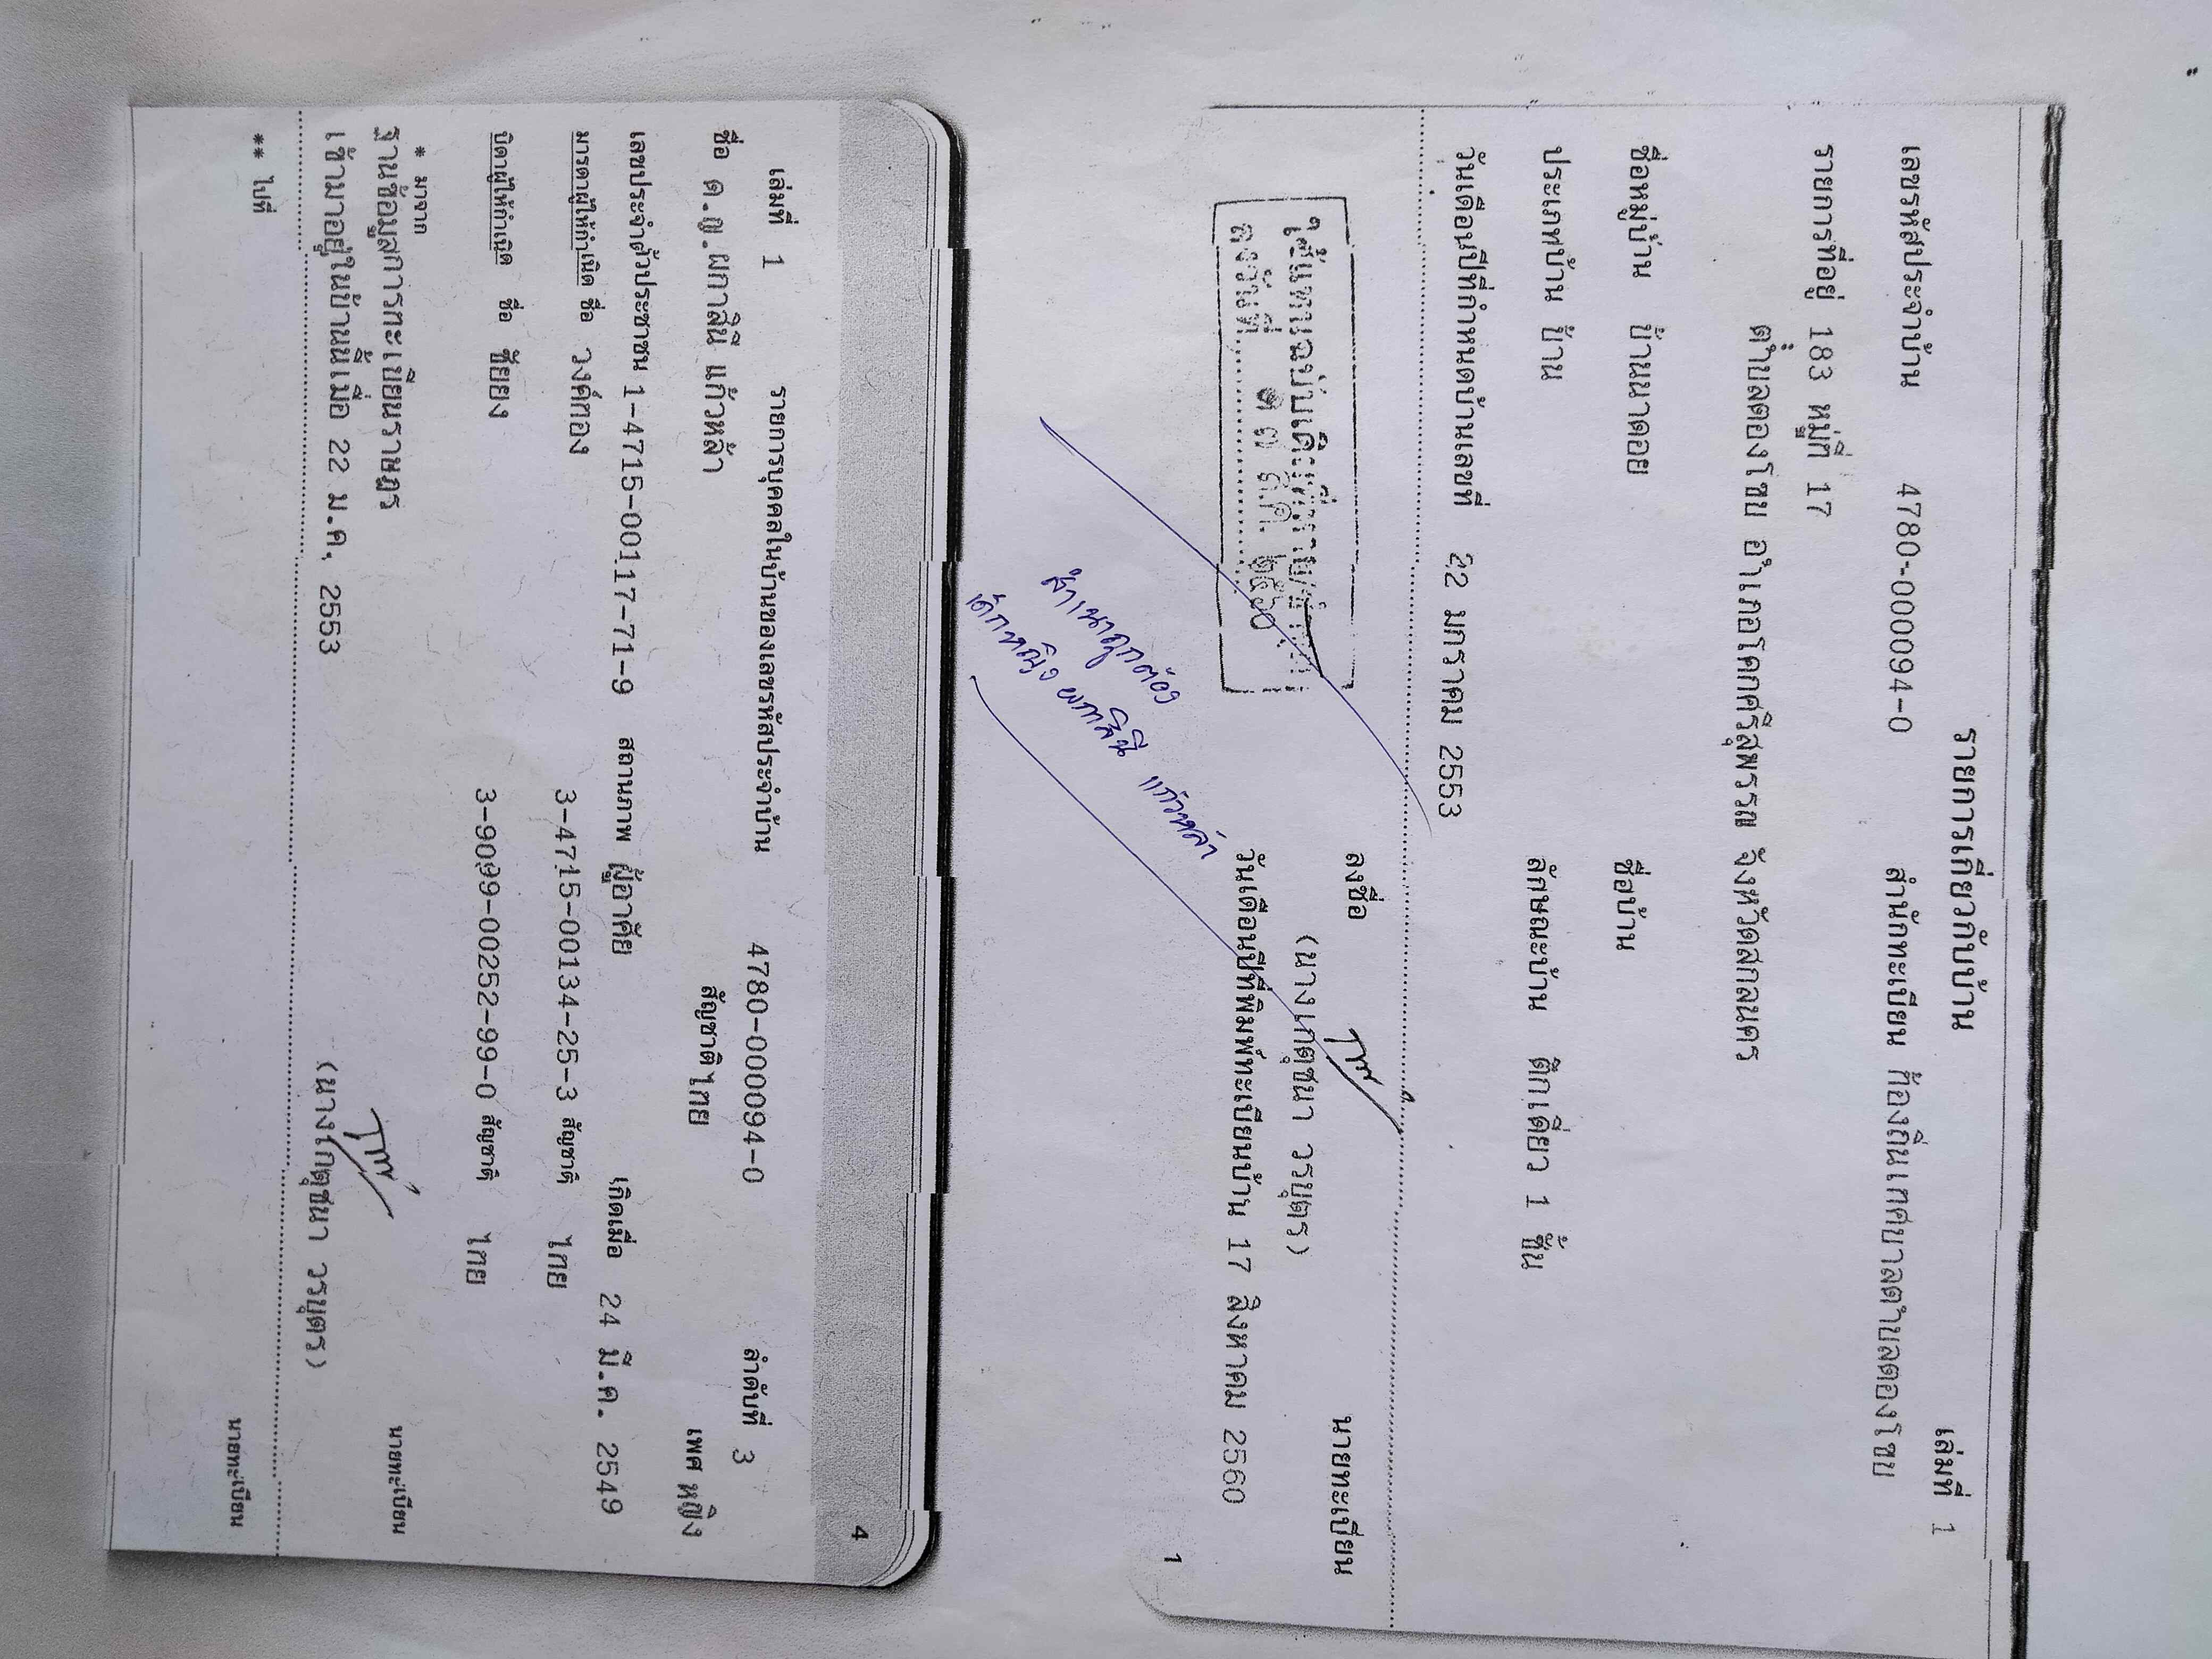 รายการเกี่ยวกับบ้าน
เล่มที่ 1
เลขรหัสประจำบ้าน 4780-000094-0 สำนักทะเบียน ท้องถิ่นเทศบาลตำบลตองโขบ
รายการที่อยู่ 183 หมู่ที่ 17
ตำบลตองโขบ อำเภอโคกศรีสุพรรณ จังหวัดสกลนคร
ชื่อหมู่บ้าน บ้านนาดอย ชื่อบ้าน
ประเภทบ้าน บ้าน ลักษณะบ้าน ตึกเดี่ยว 1 ชั้น
วันเดือนปีที่กำหนดบ้านเลขที่ 22 มกราคม 2553
ลงชื่อ นายทะเบียน
(นางเกตุชนา วรบุตร)
วันเดือนปีที่พิมพ์ทะเบียนบ้าน 17 สิงหาคม 2560
ใช้แทนฉบับเดิม
ลงวันที่ ๑๗ ส.ค. ๒๕๖๐
1
สำเนาถูกต้อง
เด็กหญิง ผกาสินี แก้วหล้า
4
เล่มที่ 1 รายการบุคคลในบ้านของเลขรหัสประจำบ้าน 4780-000094-0 ลำดับที่ 3
ชื่อ ด.ญ.ผกาสินี แก้วหล้า สัญชาติ ไทย เพศ หญิง
เลขประจำตัวประชาชน 1-4715-00117-71-9 สถานภาพ ผู้อาศัย เกิดเมื่อ 24 มี.ค. 2549
มารดาผู้ให้กำเนิด ชื่อ วงค์ทอง 3-4715-00134-25-3 สัญชาติ ไทย
บิดาผู้ให้กำเนิด ชื่อ ชัยยง 3-9099-00252-99-0 สัญชาติ ไทย
* มาจาก
ฐานข้อมูลการทะเบียนราษฎร นายทะเบียน
เข้ามาอยู่ในบ้านนี้เมื่อ 22 ม.ค. 2553 (นางเกตุชนา วรบุตร)
** ไปที่
นายทะเบียน